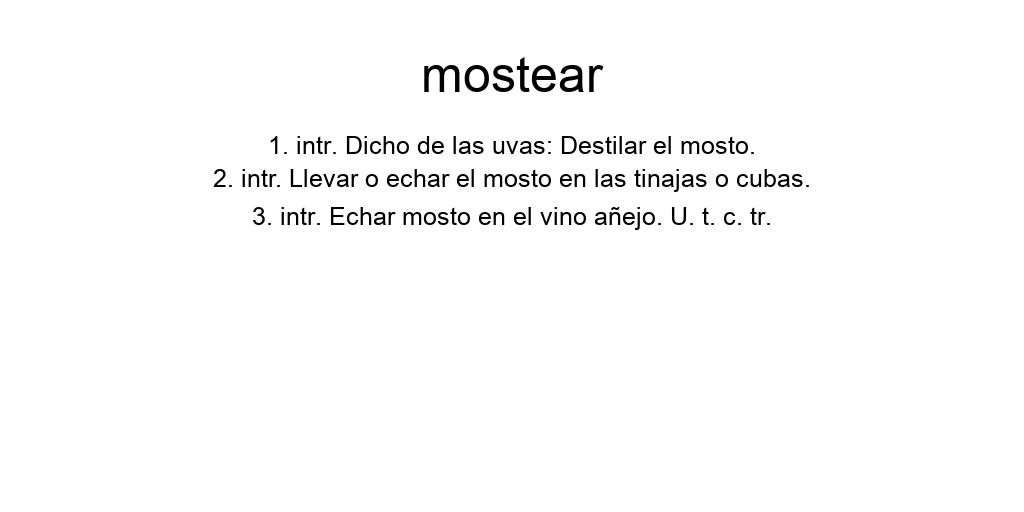 mostear
1. intr. Dicho de las uvas: Destilar el mosto.
2. intr. Llevar o echar el mosto en las tinajas o cubas.
3. intr. Echar mosto en el vino añejo. U. t. c. tr.